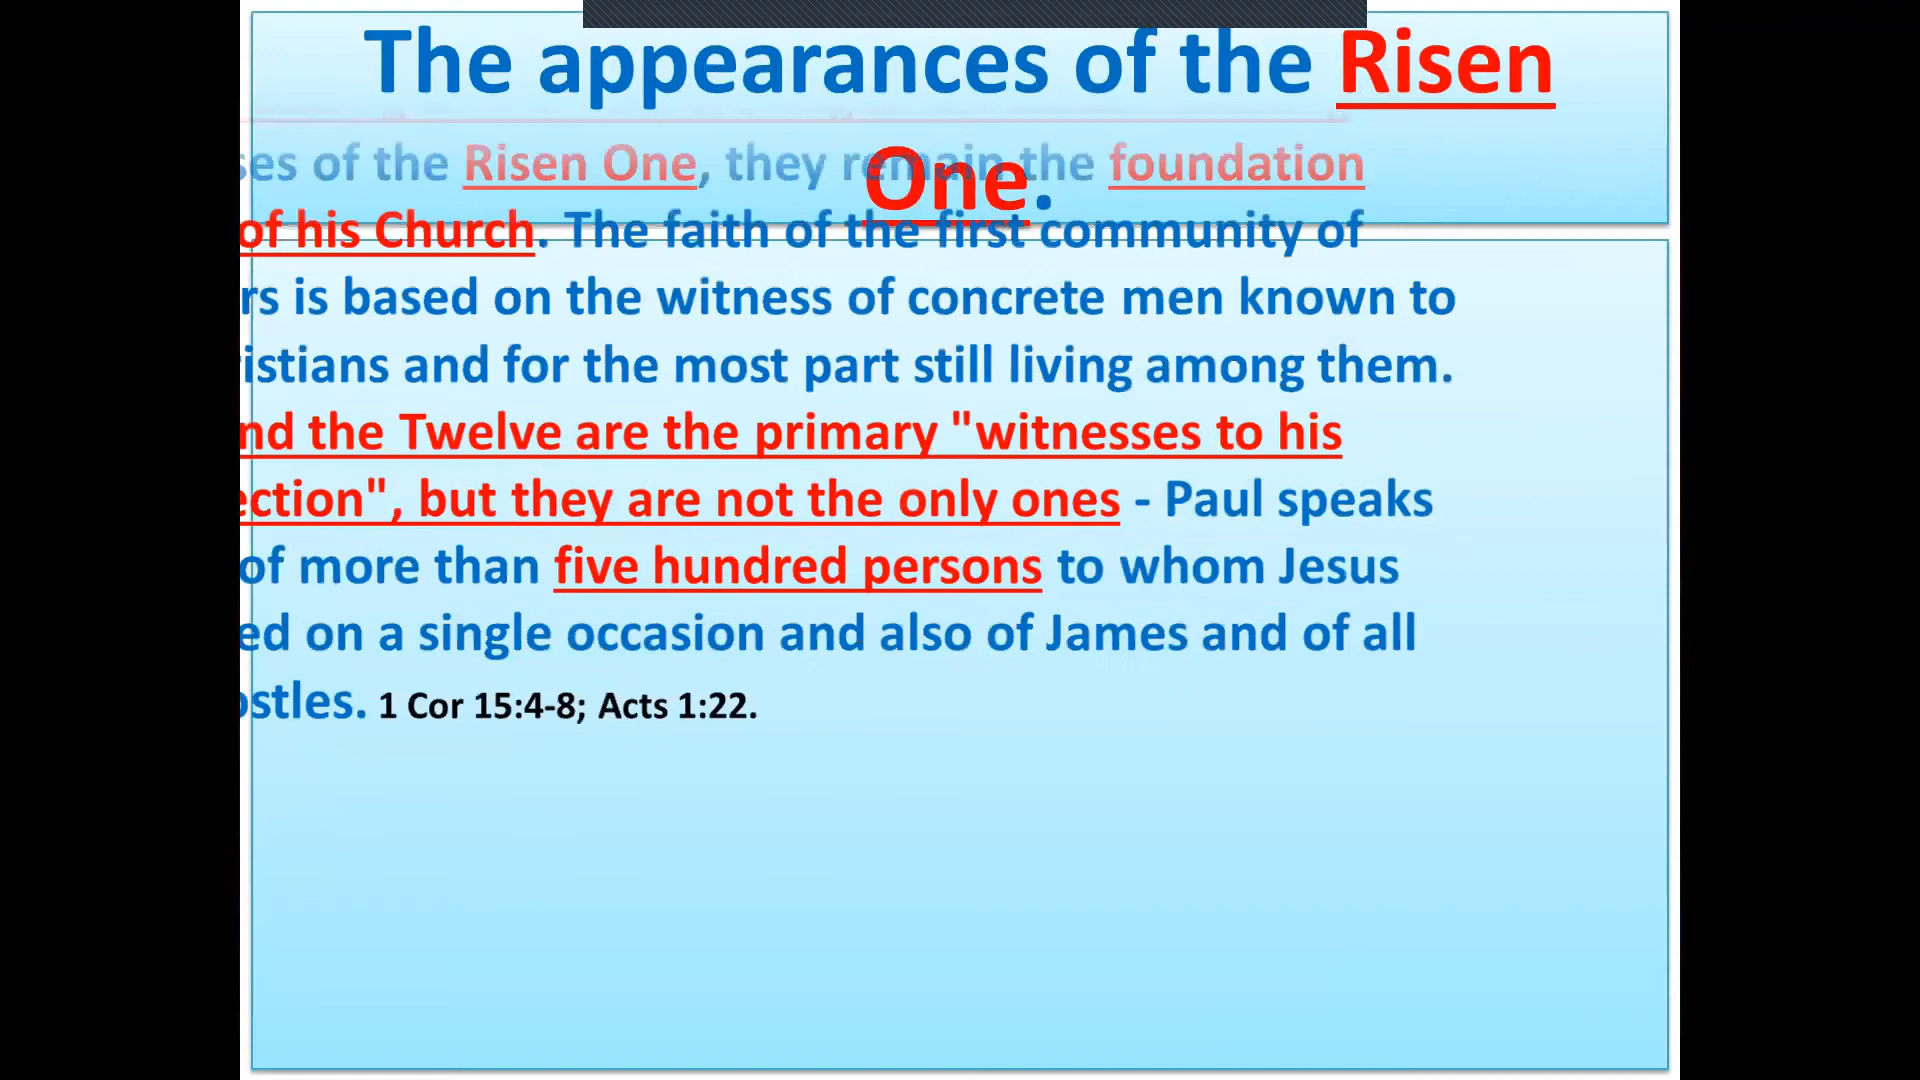 The appearances of the Risen
One.
ses of the Risen One, they remain the foundation
of his Church. The faith of the first community of
rs is based on the witness of concrete men known to
istians and for the most part still living among them.
nd the Twelve are the primary "witnesses to his
ection", but they are not the only ones - Paul speaks
of more than five hundred persons to whom Jesus
ed on a single occasion and also of James and of all
ostles. 1 Cor 15:4-8; Acts 1:22.